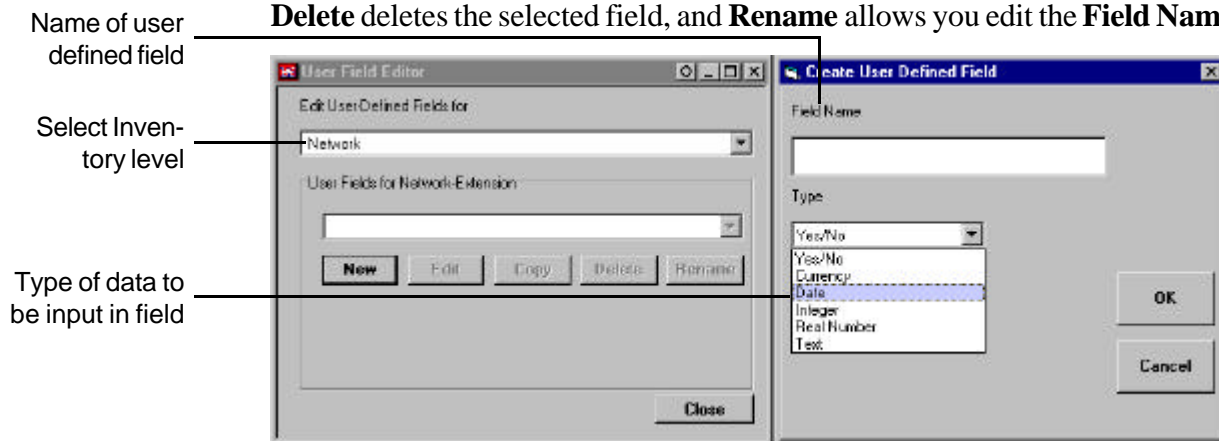 Delete deletes the selected field, and Rename allows you edit the Field Nam
Name of user
defined field
Select Inven-
tory level
Type of data to
be input in field
User Field Editor
Edit User-Defined Fields for
Network
User Fields for Network-Extension
New Edit Copy Delete Rename
Close
Create User Defined Field
Field Name
Type
Yes/No
Yes/No
Currency
Date
Integer
Real Number
Text
OK
Cancel